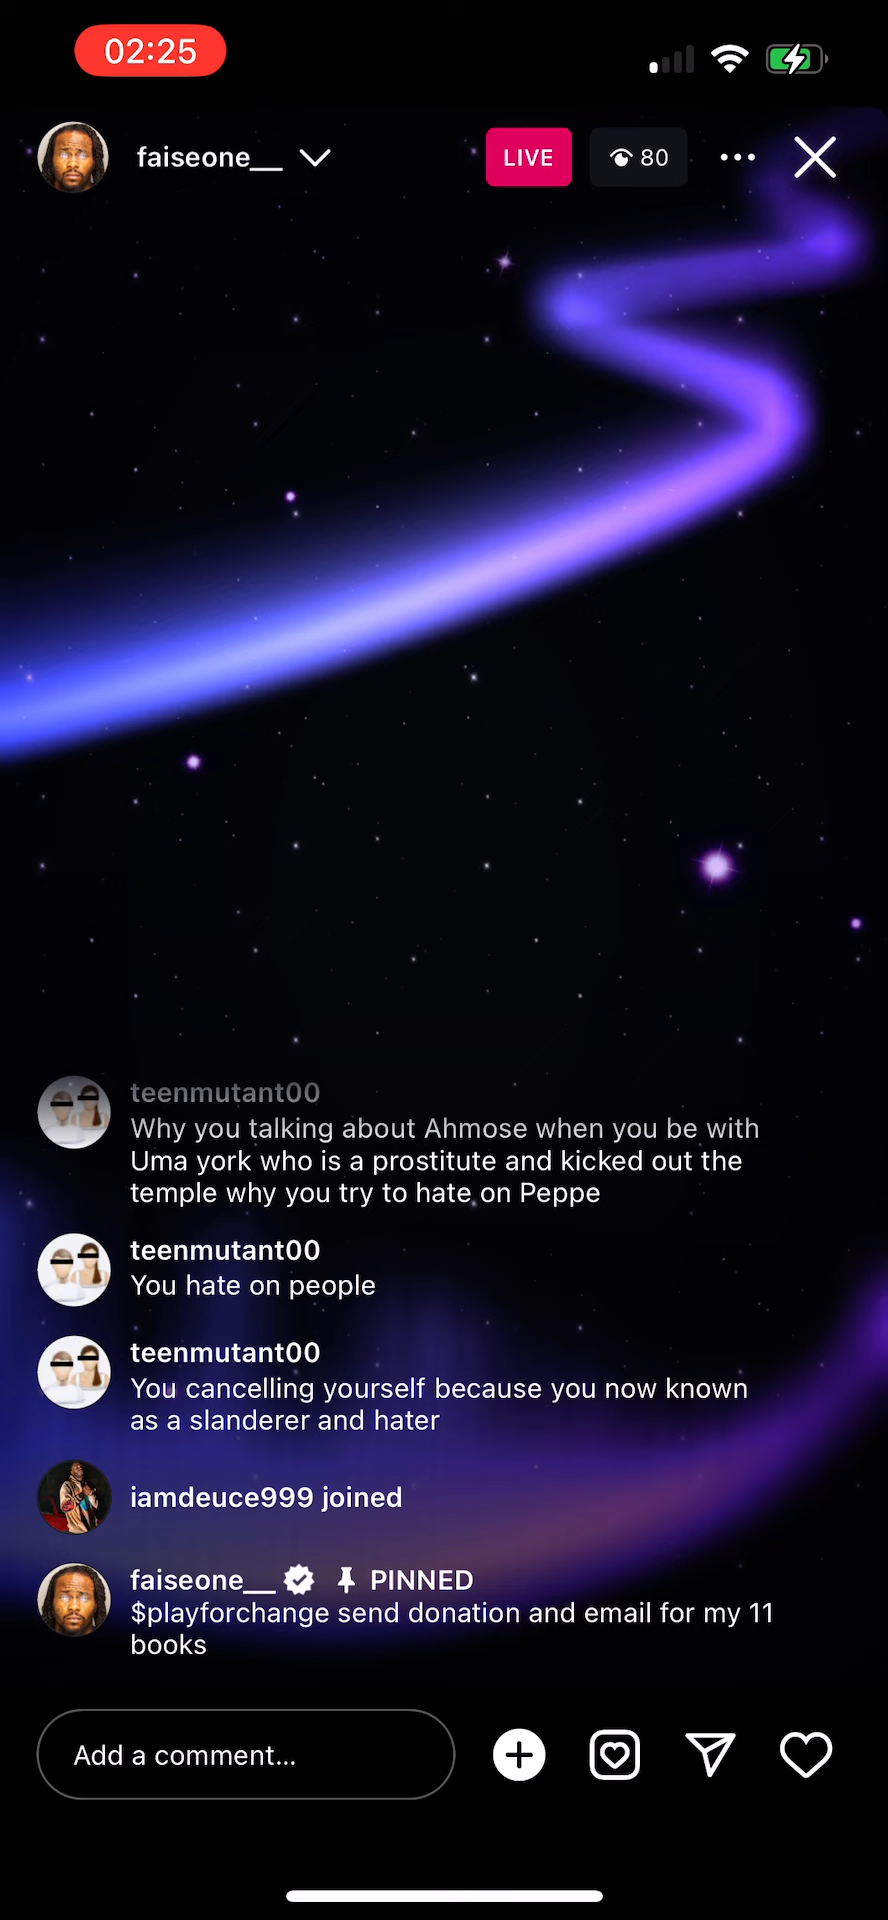 02:25
faiseone__
LIVE
80
teenmutant00
Why you talking about Ahmose when you be with
Uma york who is a prostitute and kicked out the
temple why you try to hate on Peppe
teenmutant00
You hate on people
teenmutant00
You cancelling yourself because you now known
as a slanderer and hater
iamdeuce999 joined
faiseone__ PINNED
$playforchange send donation and email for my 11
books
Add a comment...